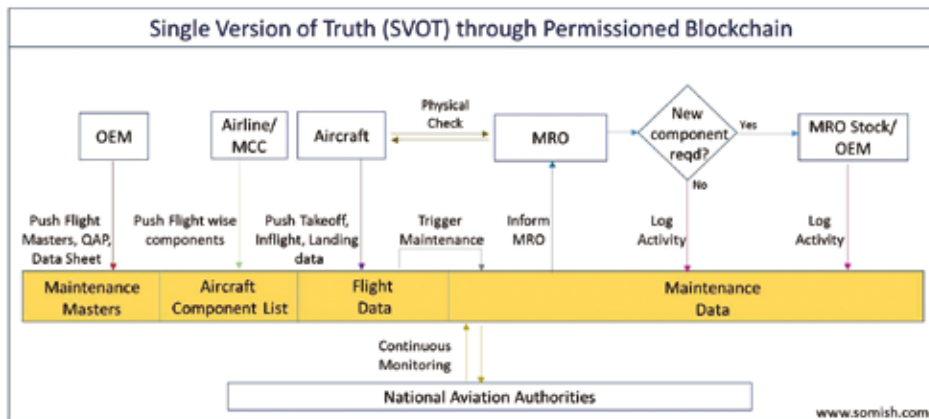 Single Version of Truth (SVOT) through Permissioned Blockchain
OEM
Airline/
MCC
Aircraft
Physical
Check
MRO
New
component
reqd?
Yes
No
MRO Stock/
OEM
Push Flight
Masters, QAP,
Data Sheet
Push Flight wise
components
Push Takeoff,
Inflight, Landing
data
Trigger
Maintenance
Inform
MRO
Log
Activity
Log
Activity
Maintenance
Masters
Aircraft
Component List
Flight
Data
Maintenance
Data
Continuous
Monitoring
National Aviation Authorities
www.somish.com